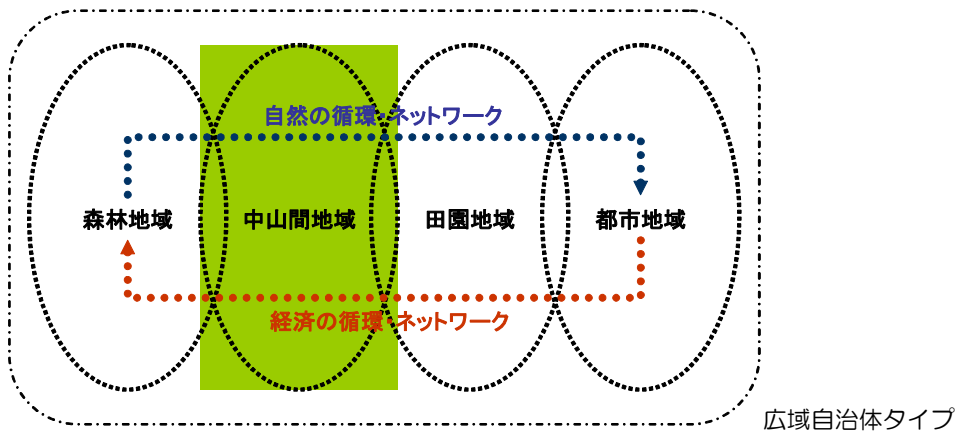 自然の循環・ネットワーク
森林地域
中山間地域
田園地域
都市地域
経済の循環・ネットワーク
広域自治体タイプ